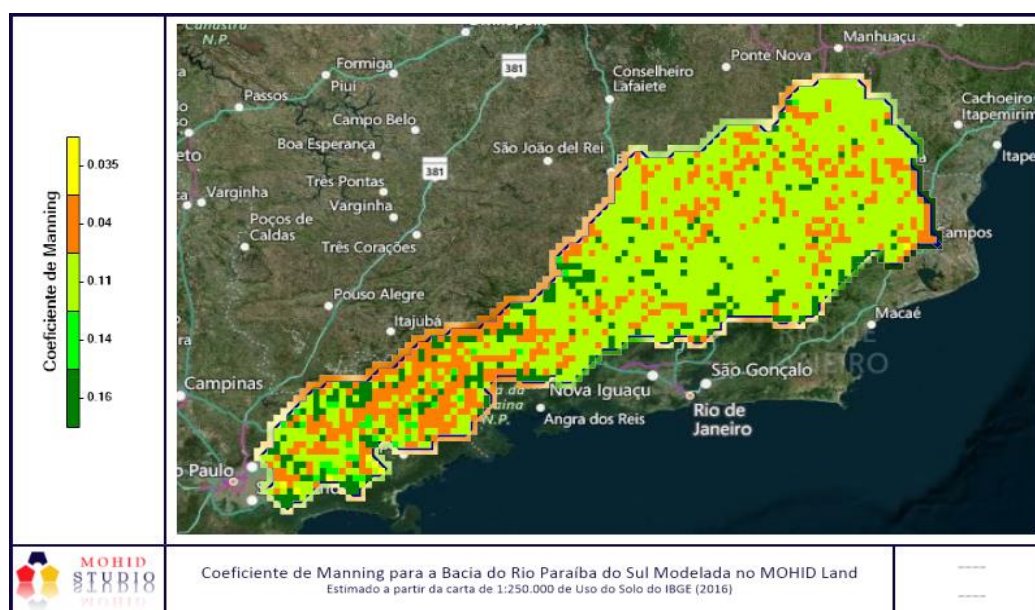 Canastra
N.P.
Manhuaçu
Ponte Nova
Formiga
381
Conselheiro
Lafaiete
Piuí
Passos
Cachoeiro
Itapemirim
Campo Belo
Boa Esperança
São João del Rei
381
Três Pontas
Varginha
Varginha
Poços de
Caldas
Três Corações
Campos
Pouso Alegre
Itajubá
Macaé
Campinas
São Gonçalo
Nova Iguaçu
N.P.
Angra dos Reis
Rio de
Janeiro
o Paulo
Coeficiente de Manning
0.035
0.04
0.11
0.14
0.16
MOHID
STUDIO
Coeficiente de Manning para a Bacia do Rio Paraíba do Sul Modelada no MOHID Land
Estimado a partir da carta de 1:250.000 de Uso do Solo do IBGE (2016)